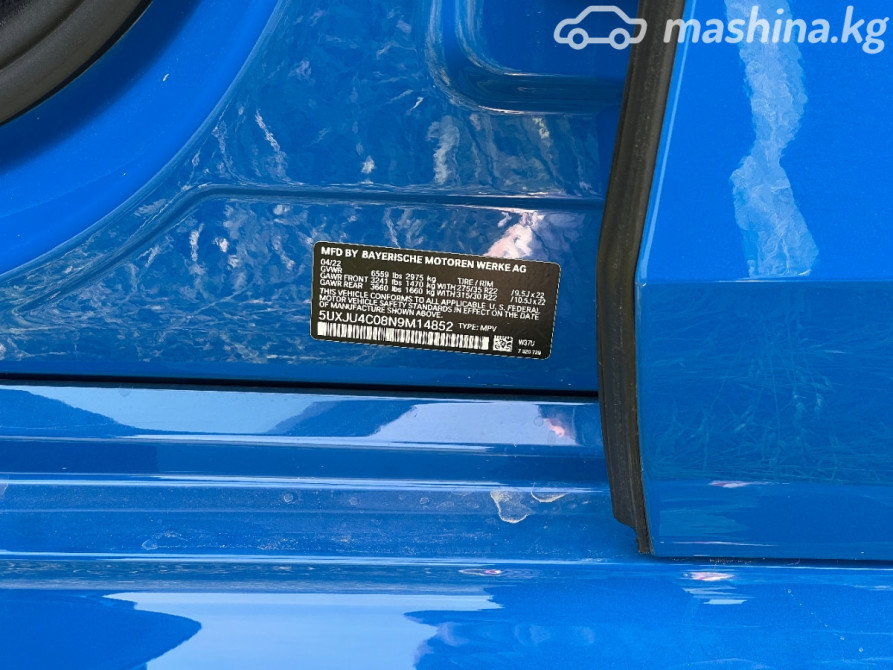 mashina.kg
MFD BY BAYERISCHE MOTOREN WERKE AG
04/22
GVWR 6559 lbs 2975 kg TIRE / RIM
GAWR FRONT 3241 lbs 1470 kg WITH 275/35 R22 /9.5J x 22
GAWR REAR 3660 lbs 1660 kg WITH 315/30 R22 /10.5J x 22
THIS VEHICLE CONFORMS TO ALL APPLICABLE U. S. FEDERAL
MOTOR VEHICLE SAFETY STANDARDS IN EFFECT ON THE DATE OF
MANUFACTURE SHOWN ABOVE.
5UXJU4C08N9M14852 TYPE: MPV
W37U